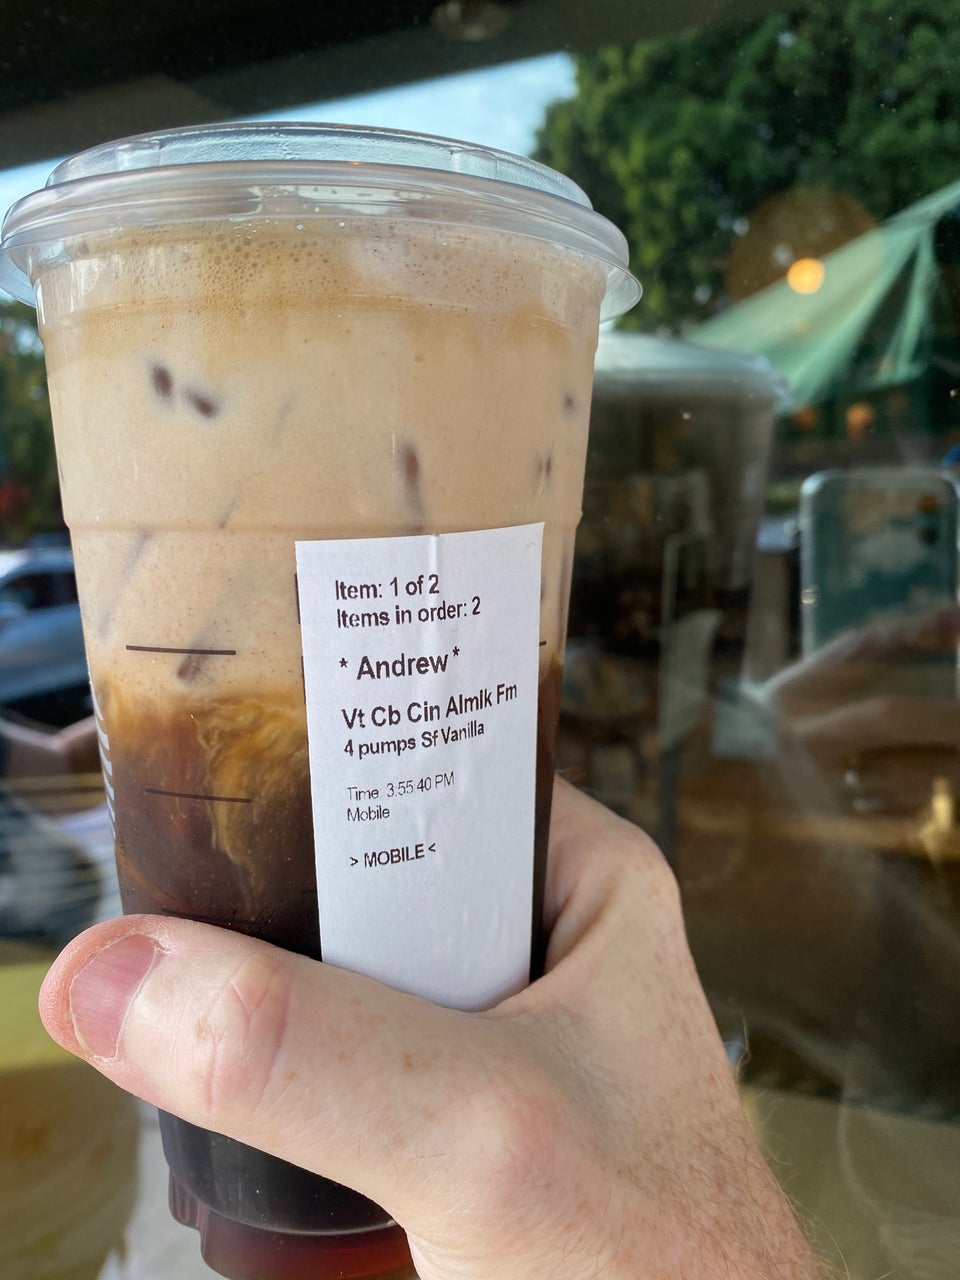 Item: 1 of 2
Items in order: 2
* Andrew *
Vt Cb Cin Almlk Fm
4 pumps Sf Vanilla
Time: 3:55:40 PM
Mobile
> MOBILE <